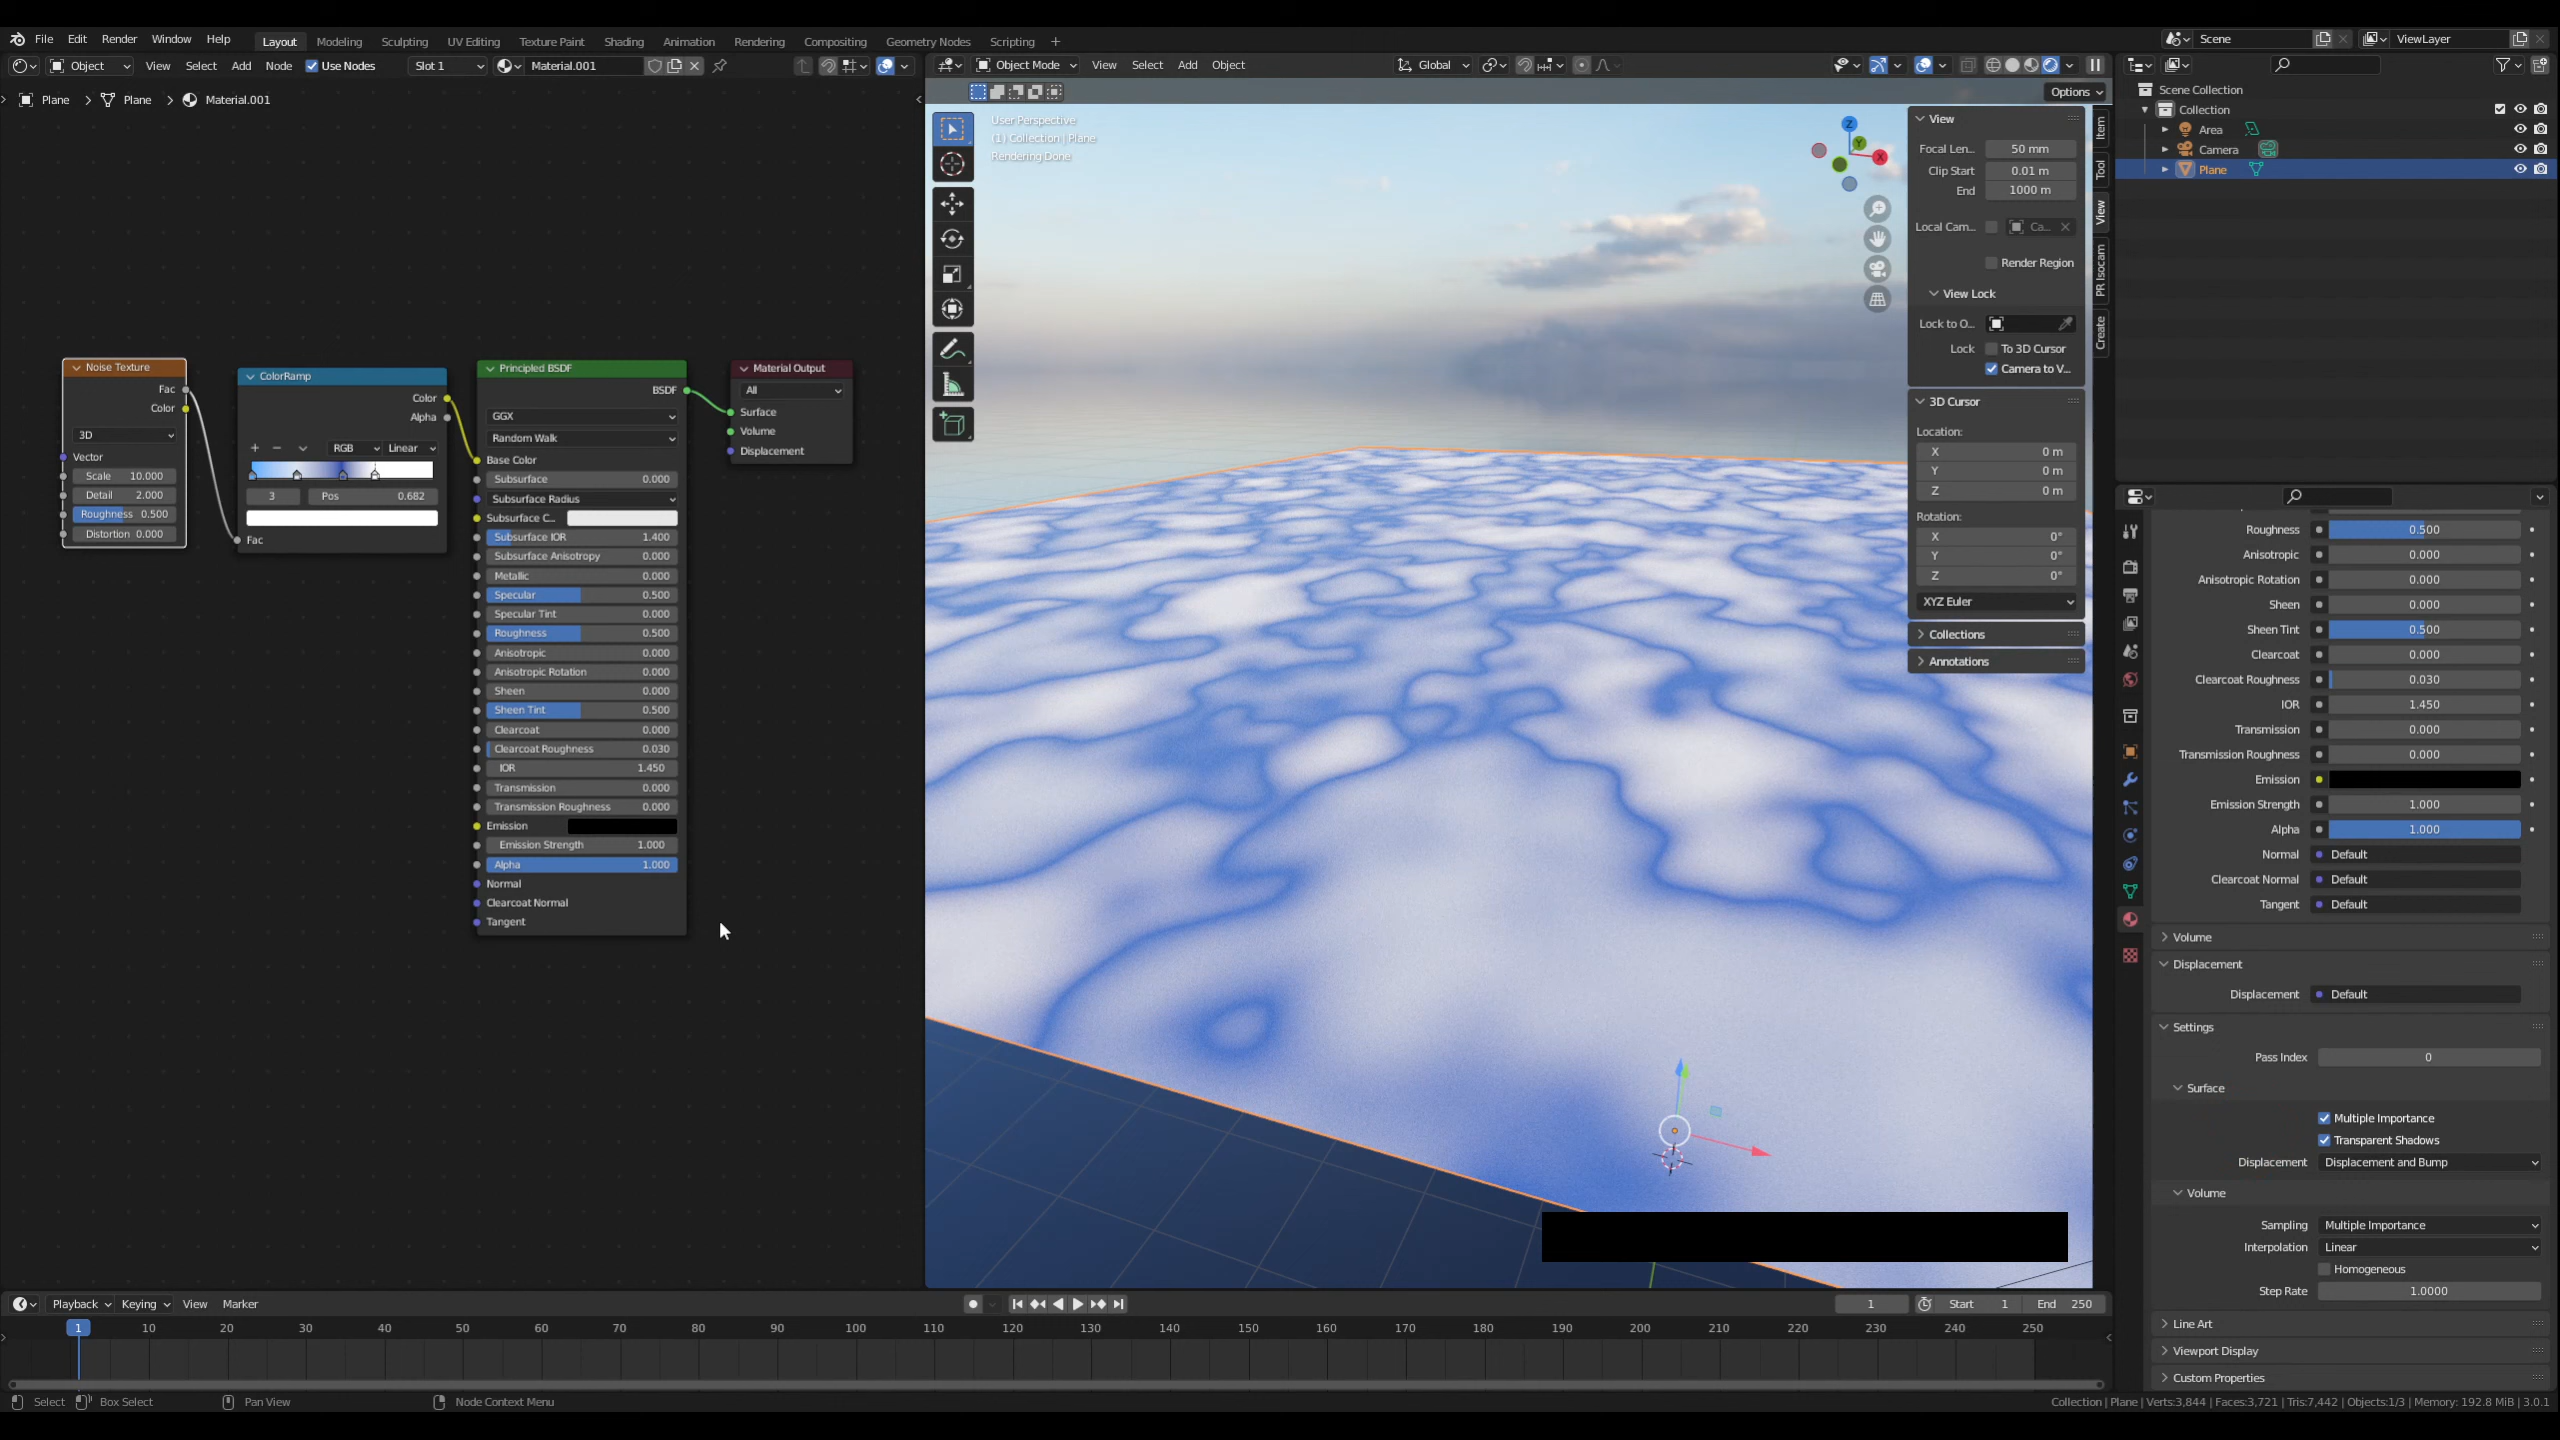 File Edit Render Window Help Layout Modeling Sculpting UV Editing Texture Paint Shading Animation Rendering Compositing Geometry Nodes Scripting + Scene ViewLayer
Object View Select Add Node Use Nodes Slot 1 Material.001
Object Mode View Select Add Object Global
Plane > Plane > Material.001
Options
User Perspective
(1) Collection | Plane
Rendering Done
Noise Texture
Fac
Color
3D
Vector
Scale 10.000
Detail 2.000
Roughness 0.500
Distortion 0.000
ColorRamp
Color
Alpha
RGB Linear
3 Pos 0.682
Fac
Principled BSDF
BSDF
GGX
Random Walk
Base Color
Subsurface 0.000
Subsurface Radius
Subsurface C...
Subsurface IOR 1.400
Subsurface Anisotropy 0.000
Metallic 0.000
Specular 0.500
Specular Tint 0.000
Roughness 0.500
Anisotropic 0.000
Anisotropic Rotation 0.000
Sheen 0.000
Sheen Tint 0.500
Clearcoat 0.000
Clearcoat Roughness 0.030
IOR 1.450
Transmission 0.000
Transmission Roughness 0.000
Emission
Emission Strength 1.000
Alpha 1.000
Normal
Clearcoat Normal
Tangent
Material Output
All
Surface
Volume
Displacement
Z
Y
X
View
Focal Len... 50 mm
Clip Start 0.01 m
End 1000 m
Local Cam... Ca...
Render Region
View Lock
Lock to O...
Lock To 3D Cursor
Camera to V...
3D Cursor
Location:
X 0 m
Y 0 m
Z 0 m
Rotation:
X 0°
Y 0°
Z 0°
XYZ Euler
Collections
Annotations
Item
Tool
View
PR Isocam
Create
Scene Collection
Collection
Area
Camera
Plane
Roughness 0.500
Anisotropic 0.000
Anisotropic Rotation 0.000
Sheen 0.000
Sheen Tint 0.500
Clearcoat 0.000
Clearcoat Roughness 0.030
IOR 1.450
Transmission 0.000
Transmission Roughness 0.000
Emission
Emission Strength 1.000
Alpha 1.000
Normal Default
Clearcoat Normal Default
Tangent Default
Volume
Displacement
Displacement Default
Settings
Pass Index 0
Surface
Multiple Importance
Transparent Shadows
Displacement Displacement and Bump
Volume
Sampling Multiple Importance
Interpolation Linear
Homogeneous
Step Rate 1.0000
Line Art
Viewport Display
Custom Properties
Playback Keying View Marker 1 Start 1 End 250
1 10 20 30 40 50 60 70 80 90 100 110 120 130 140 150 160 170 180 190 200 210 220 230 240 250
Select Box Select Pan View Node Context Menu
Collection | Plane | Verts:3,844 | Faces:3,721 | Tris:7,442 | Objects:1/3 | Memory: 192.8 MiB | 3.0.1